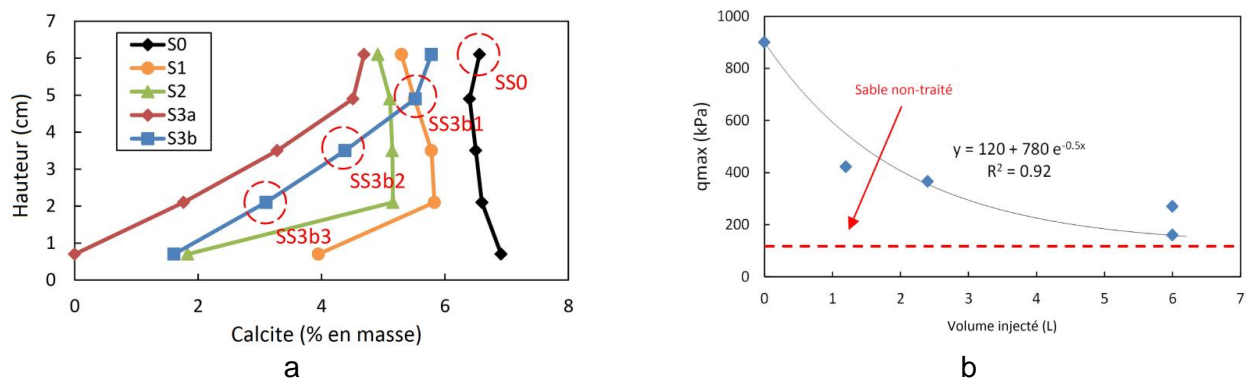 7
6
5
4
3
2
1
0
Hauteur (cm)
S0
S1
S2
S3a
S3b
SS0
SS3b1
SS3b2
SS3b3
0 2 4 6 8
Calcite (% en masse)
a
1000
800
600
400
200
0
qmax (kPa)
Sable non-traité
y = 120 + 780 e^-0.5x
R² = 0.92
0 1 2 3 4 5 6 7
Volume injecté (L)
b